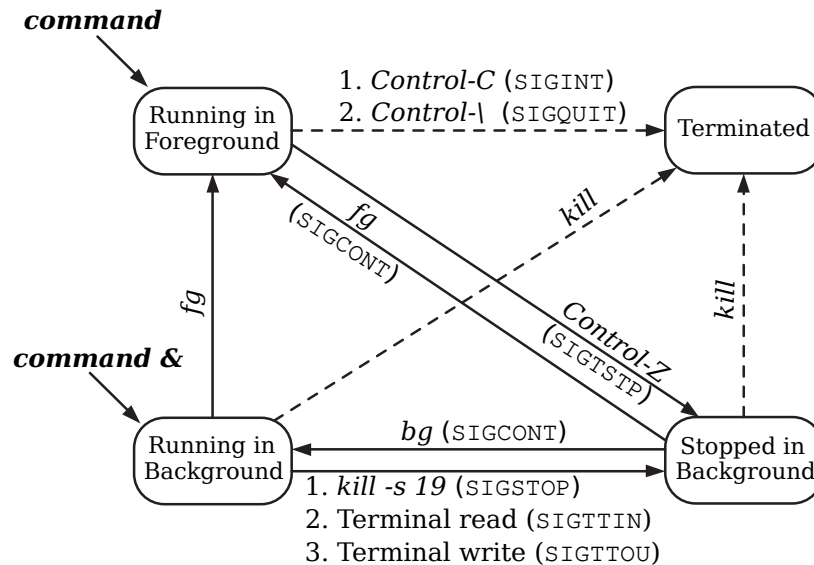 command
1. Control-C (SIGINT)
2. Control-\ (SIGQUIT)
Running in
Foreground
Terminated
fg
(SIGCONT)
kill
fg
Control-Z
(SIGTSTP)
kill
command &
Running in
Background
bg (SIGCONT)
Stopped in
Background
1. kill -s 19 (SIGSTOP)
2. Terminal read (SIGTTIN)
3. Terminal write (SIGTTOU)